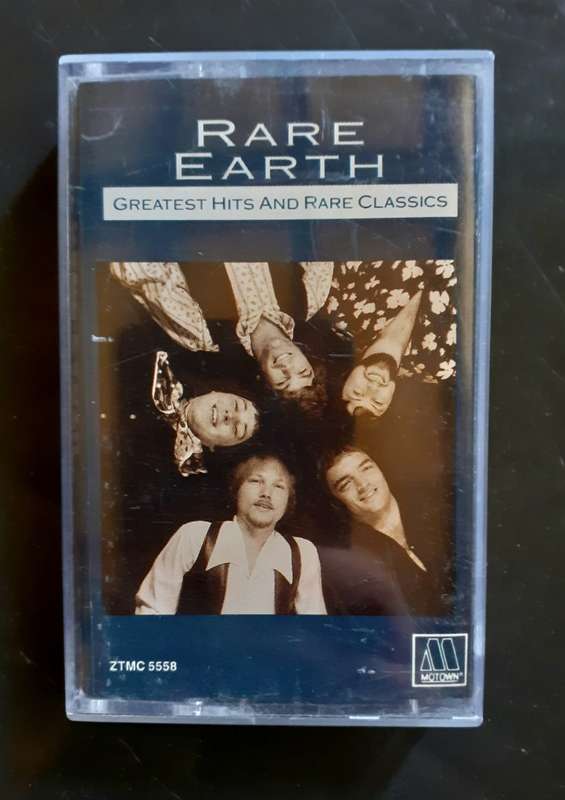 RARE
EARTH
GREATEST HITS AND RARE CLASSICS
ZTMC 5558
MOTOWN